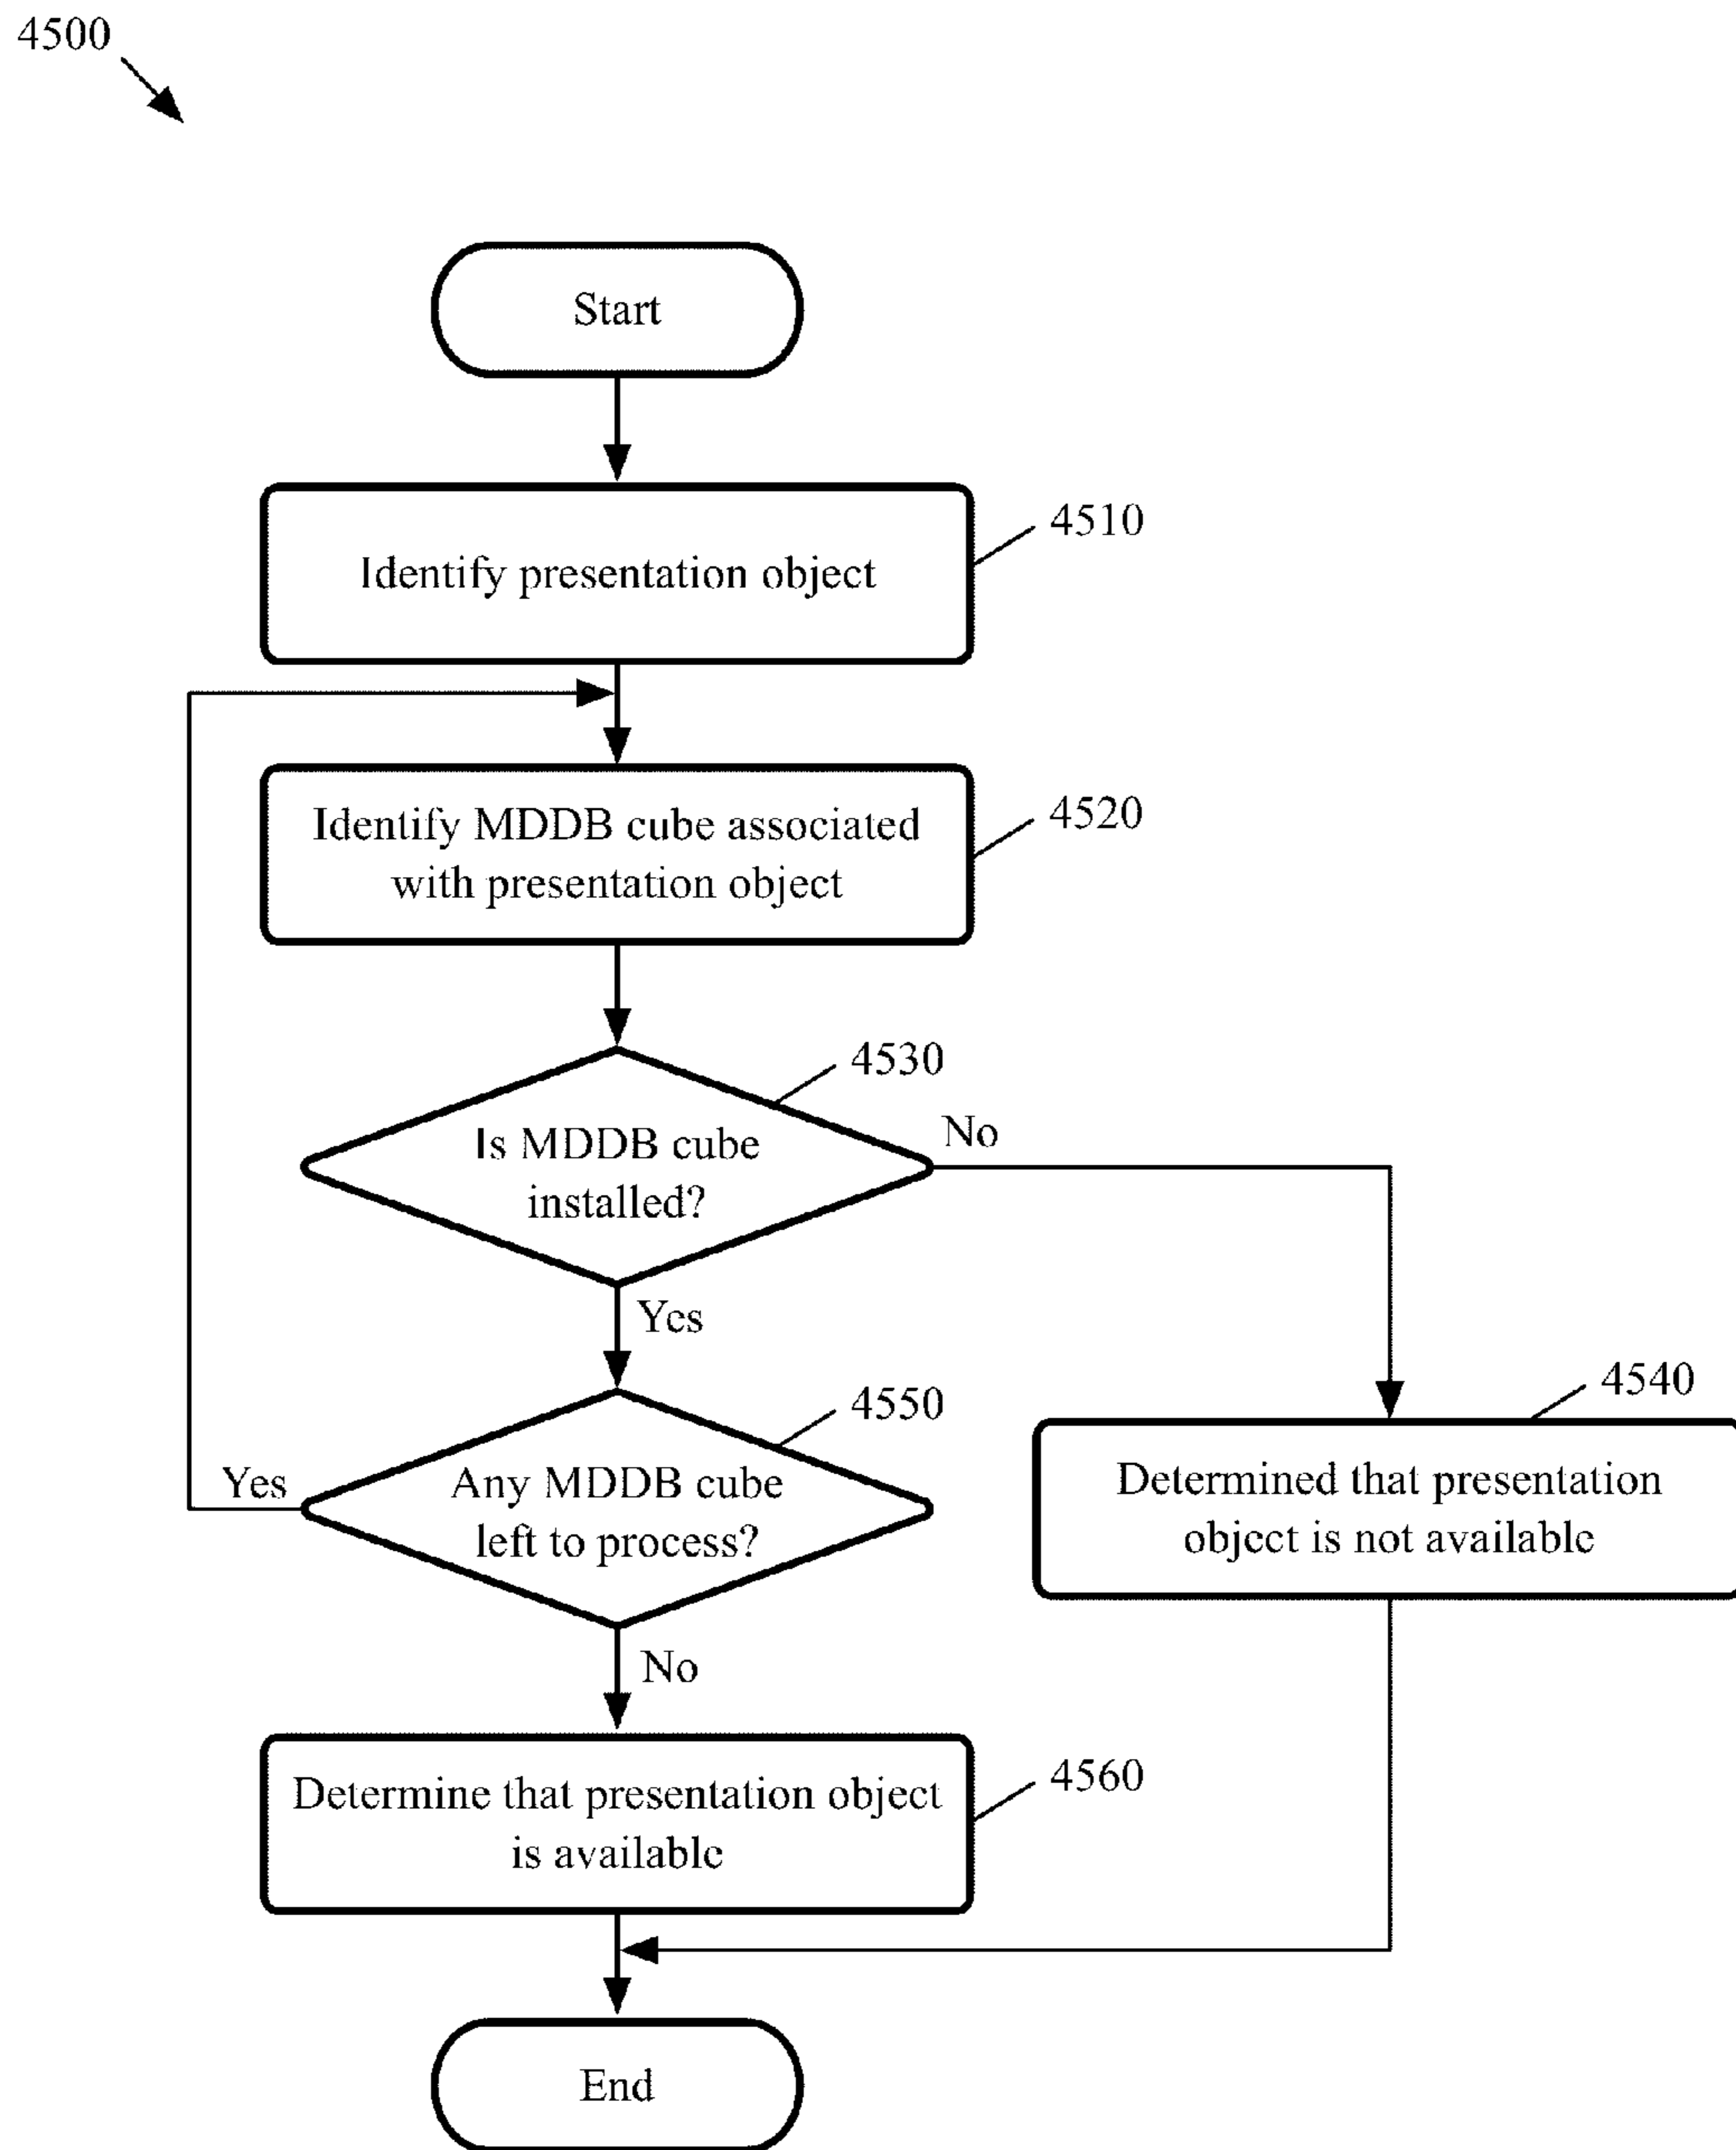 4500
Start
4510
Identify presentation object
4520
Identify MDDB cube associated
with presentation object
4530
Is MDDB cube
installed?
No
Yes
4540
4550
Yes
Any MDDB cube
left to process?
Determined that presentation
object is not available
No
4560
Determine that presentation object
is available
End